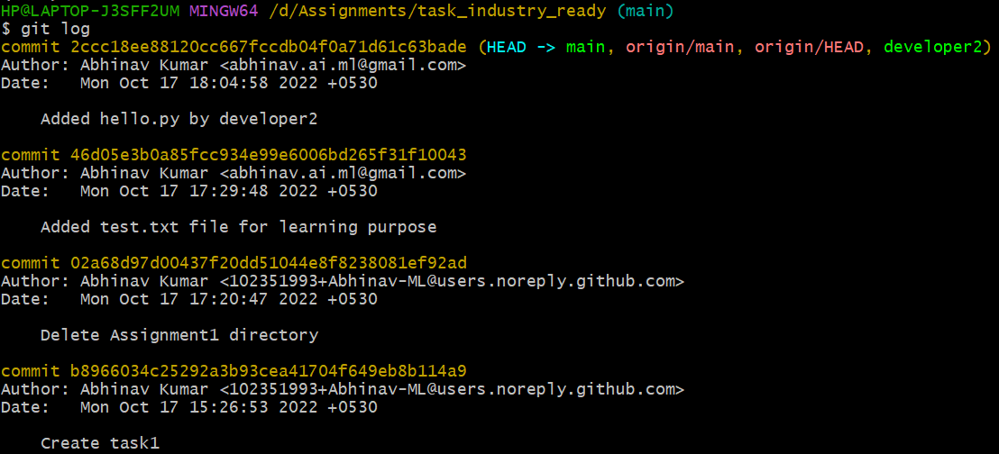 HP@LAPTOP-J3SFF2UM MINGW64 /d/Assignments/task_industry_ready (main)
$ git log
commit 2ccc18ee88120cc667fccdb04f0a71d61c63bade (HEAD -> main, origin/main, origin/HEAD, developer2)
Author: Abhinav Kumar <abhinav.ai.ml@gmail.com>
Date:   Mon Oct 17 18:04:58 2022 +0530
    Added hello.py by developer2
commit 46d05e3b0a85fcc934e99e6006bd265f31f10043
Author: Abhinav Kumar <abhinav.ai.ml@gmail.com>
Date:   Mon Oct 17 17:29:48 2022 +0530
    Added test.txt file for learning purpose
commit 02a68d97d00437f20dd51044e8f8238081ef92ad
Author: Abhinav Kumar <102351993+Abhinav-ML@users.noreply.github.com>
Date:   Mon Oct 17 17:20:47 2022 +0530
    Delete Assignment1 directory
commit b8966034c25292a3b93cea41704f649eb8b114a9
Author: Abhinav Kumar <102351993+Abhinav-ML@users.noreply.github.com>
Date:   Mon Oct 17 15:26:53 2022 +0530
    Create task1